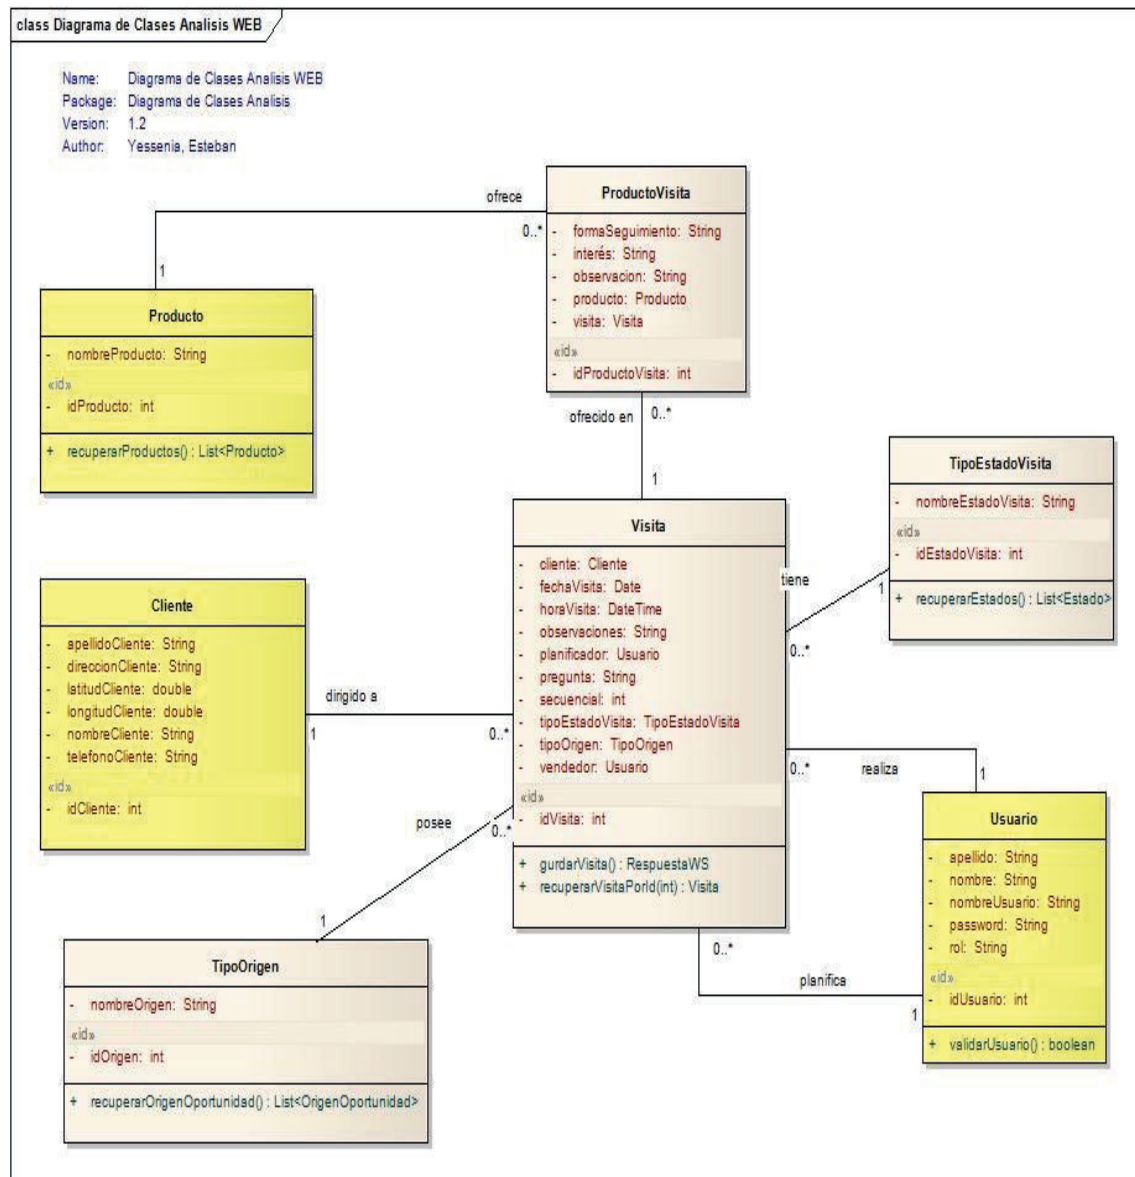 class Diagrama de Clases Analisis WEB
Name: Diagrama de Clases Analisis WEB
Package: Diagrama de Clases Analisis
Version: 1.2
Author: Yessenia, Esteban
ofrece
0..*
1
ProductoVisita
- formaSeguimiento: String
- interés: String
- observacion: String
- producto: Producto
- visita: Visita
«id»
- idProductoVisita: int
Producto
- nombreProducto: String
«id»
- idProducto: int
+ recuperarProductos() : List<Producto>
ofrecido en
0..*
1
TipoEstadoVisita
- nombreEstadoVisita: String
«id»
- idEstadoVisita: int
+ recuperarEstados() : List<Estado>
Visita
- cliente: Cliente
- fechaVisita: Date
- horaVisita: DateTime
- observaciones: String
- planificador: Usuario
- pregunta: String
- secuencial: int
- tipoEstadoVisita: TipoEstadoVisita
- tipoOrigen: TipoOrigen
- vendedor: Usuario
«id»
- idVisita: int
+ gurdarVisita() : RespuestaWS
+ recuperarVisitaPorId(int) : Visita
tiene
1
0..*
Cliente
- apellidoCliente: String
- direccionCliente: String
- latitudCliente: double
- longitudCliente: double
- nombreCliente: String
- telefonoCliente: String
«id»
- idCliente: int
dirigido a
1
0..*
0..*
realiza
1
posee
0..*
1
Usuario
- apellido: String
- nombre: String
- nombreUsuario: String
- password: String
- rol: String
«id»
- idUsuario: int
+ validarUsuario() : boolean
0..*
planifica
1
TipoOrigen
- nombreOrigen: String
«id»
- idOrigen: int
+ recuperarOrigenOportunidad() : List<OrigenOportunidad>